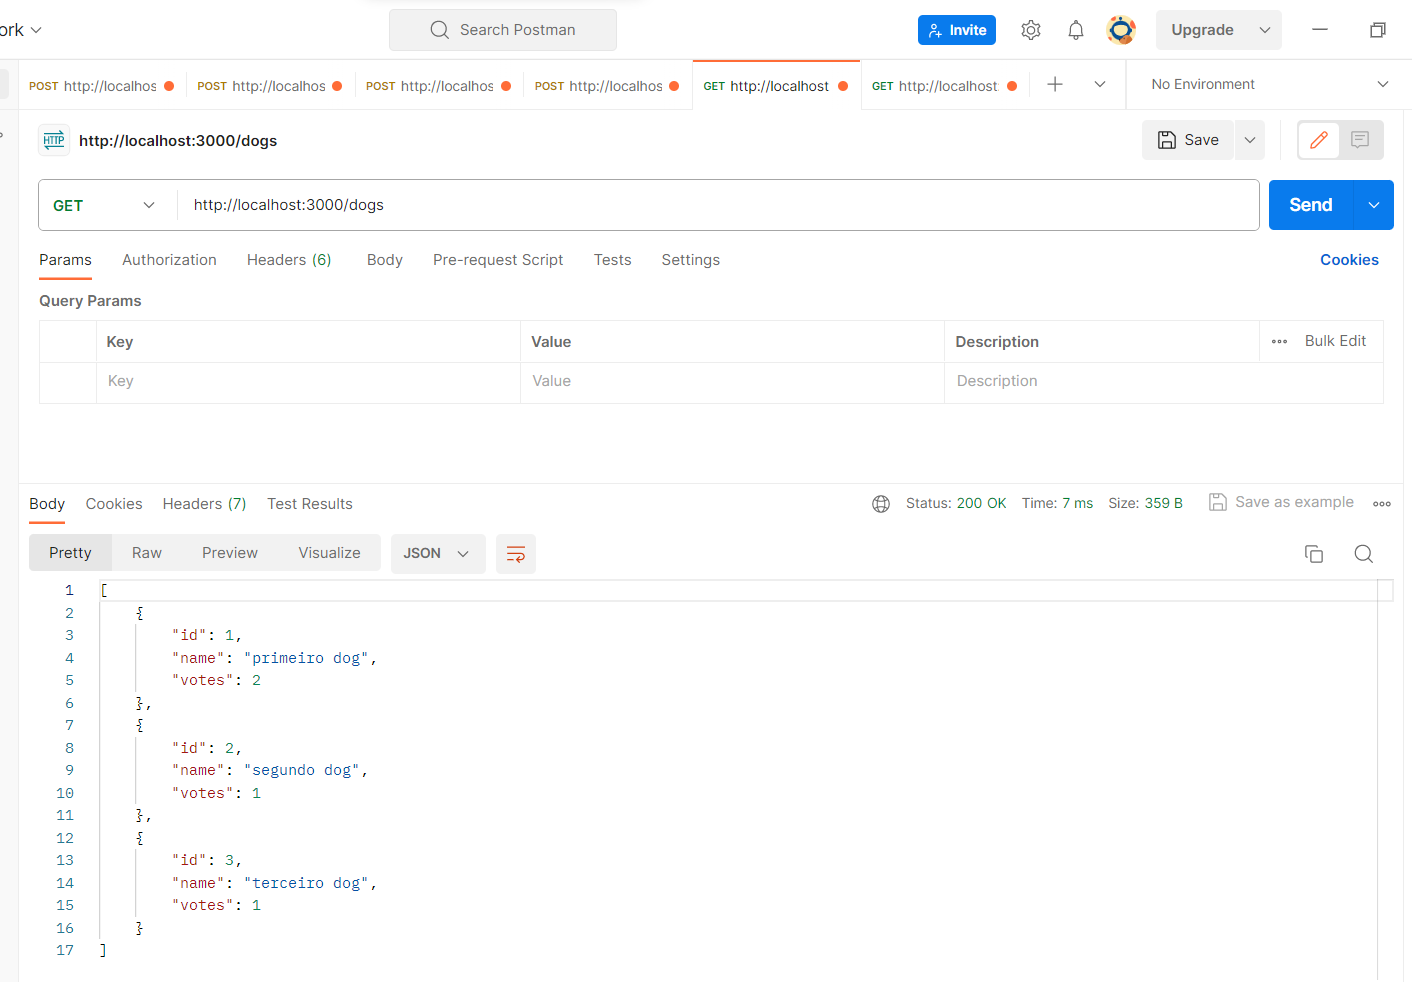 ork
Search Postman
Invite
Upgrade
POST http://localhos
POST http://localhos
POST http://localhos
POST http://localhos
GET http://localhost
GET http://localhost:
No Environment
HTTP http://localhost:3000/dogs
Save
GET http://localhost:3000/dogs
Send
Params Authorization Headers (6) Body Pre-request Script Tests Settings Cookies
Query Params
Key Value Description Bulk Edit
Key Value Description
Body Cookies Headers (7) Test Results Status: 200 OK Time: 7 ms Size: 359 B Save as example
Pretty Raw Preview Visualize JSON
1 [
2 {
3 "id": 1,
4 "name": "primeiro dog",
5 "votes": 2
6 },
7 {
8 "id": 2,
9 "name": "segundo dog",
10 "votes": 1
11 },
12 {
13 "id": 3,
14 "name": "terceiro dog",
15 "votes": 1
16 }
17 ]